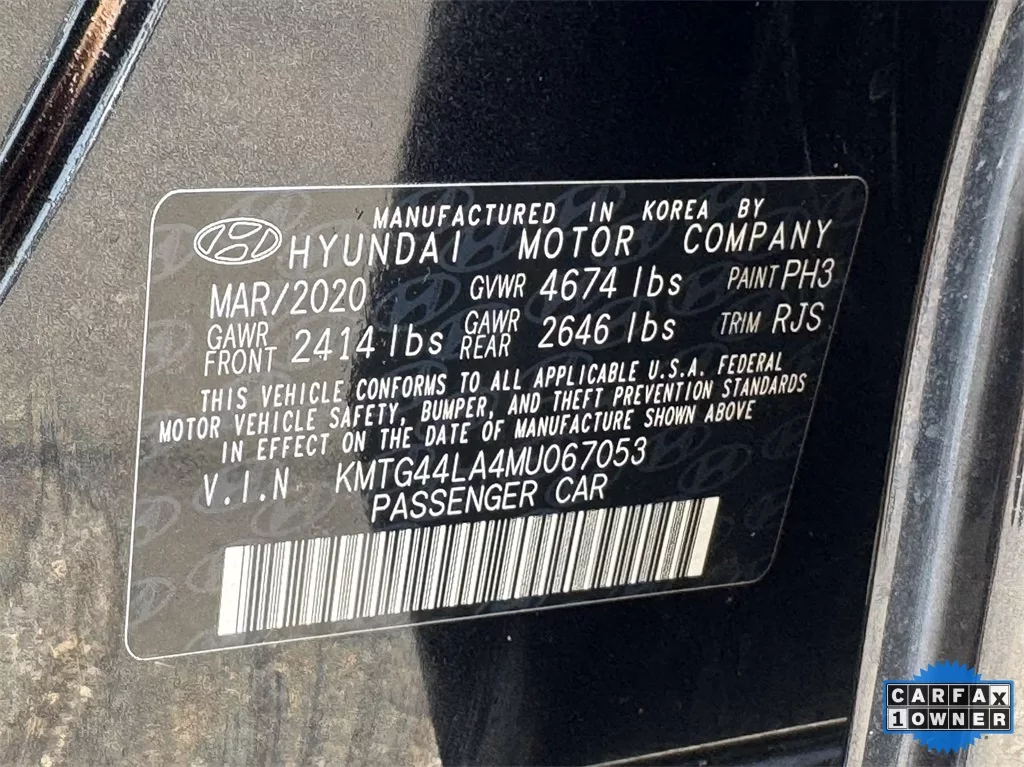 MANUFACTURED IN KOREA BY
HYUNDAI MOTOR COMPANY
MAR/2020 GVWR 4674 lbs PAINT PH3
GAWR FRONT 2414 lbs GAWR REAR 2646 lbs TRIM RJS
THIS VEHICLE CONFORMS TO ALL APPLICABLE U.S.A. FEDERAL
MOTOR VEHICLE SAFETY, BUMPER, AND THEFT PREVENTION STANDARDS
IN EFFECT ON THE DATE OF MANUFACTURE SHOWN ABOVE
V.I.N KMTG44LA4MU067053
PASSENGER CAR
CARFAX
1 OWNER